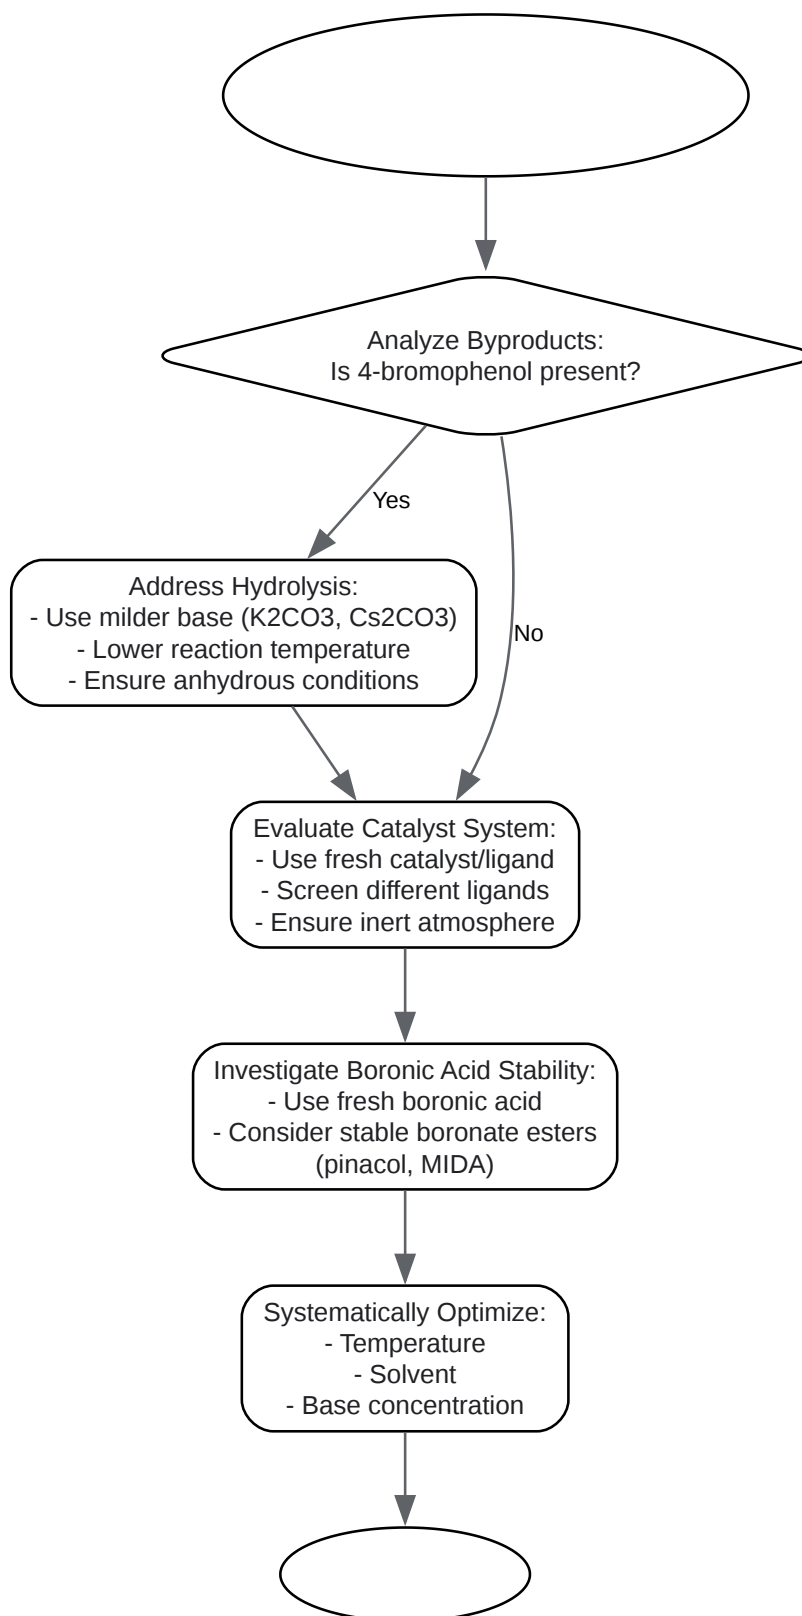 Analyze Byproducts:
Is 4-bromophenol present?
Yes
Address Hydrolysis:
- Use milder base (K2CO3, Cs2CO3)
- Lower reaction temperature
- Ensure anhydrous conditions
No
Evaluate Catalyst System:
- Use fresh catalyst/ligand
- Screen different ligands
- Ensure inert atmosphere
Investigate Boronic Acid Stability:
- Use fresh boronic acid
- Consider stable boronate esters
(pinacol, MIDA)
Systematically Optimize:
- Temperature
- Solvent
- Base concentration